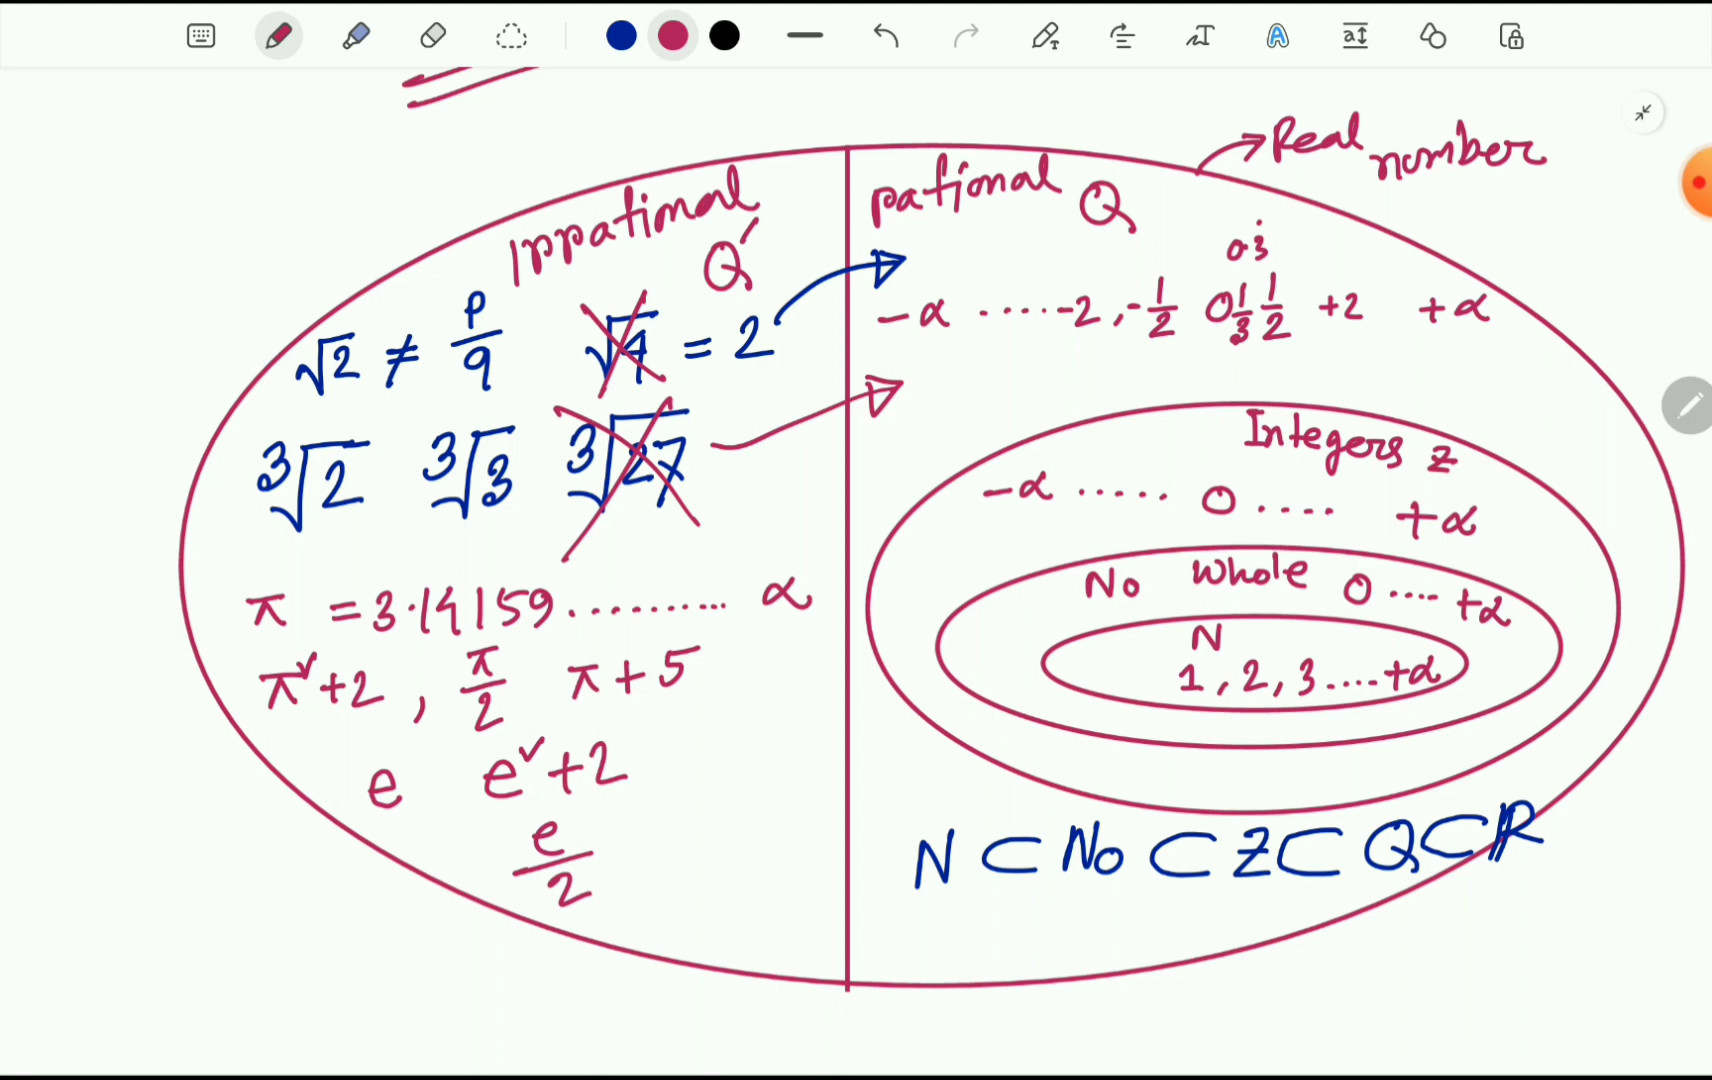 Real number
Irrational
Q′
√2 ≠ p/q
√4 = 2
∛2 ∛3 ∛27
π = 3.14159.......... α
π²+2 , π/2 π+5
e e²+2
e/2
Rational Q
0.3̇
-α ......-2, -1/2 0 1/3 1/2 +2 +α
Integers Z
-α ...... 0 .... +α
No Whole 0 .... +α
N
1, 2, 3 .... +α
N ⊂ No ⊂ Z ⊂ Q ⊂ R